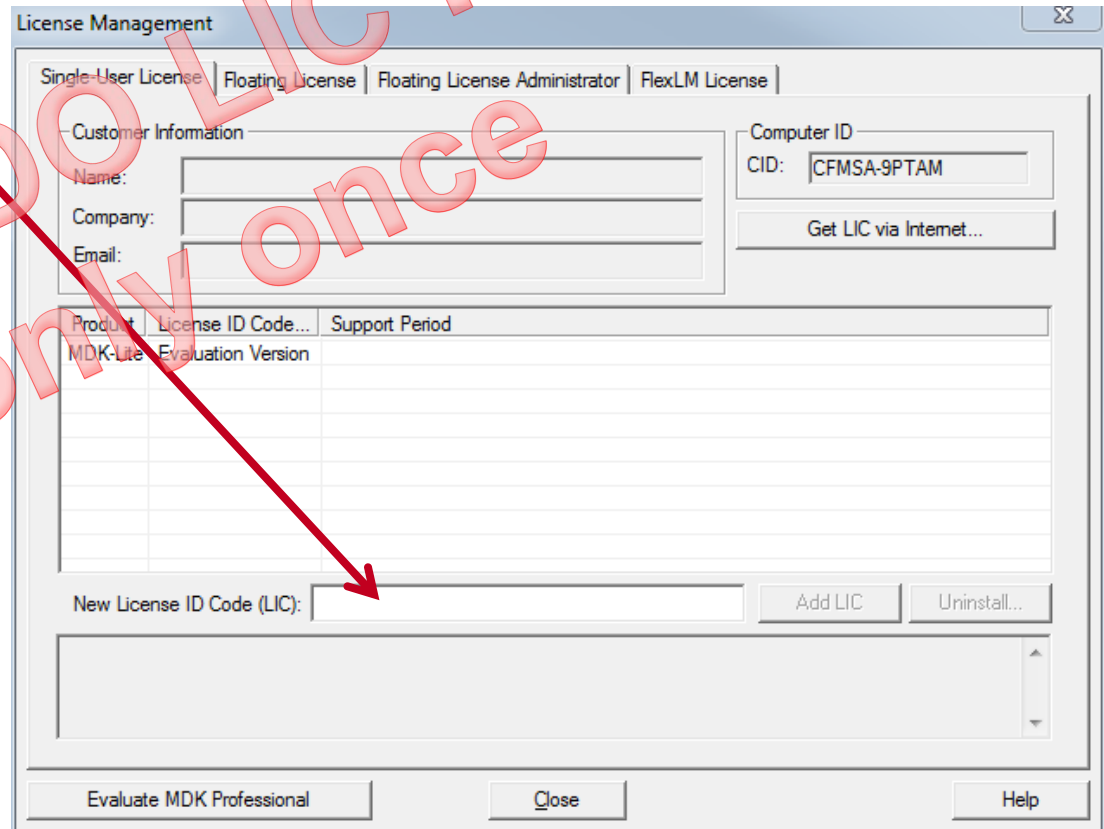 License Management
Single-User License Floating License Floating License Administrator FlexLM License
Customer Information
Name:
Company:
Email:
Computer ID
CID: CFMSA-9PTAM
Get LIC via Internet...
Product License ID Code... Support Period
MDK-Lite Evaluation Version
New License ID Code (LIC): Add LIC Uninstall...
Evaluate MDK Professional Close Help
DO LIC
only once